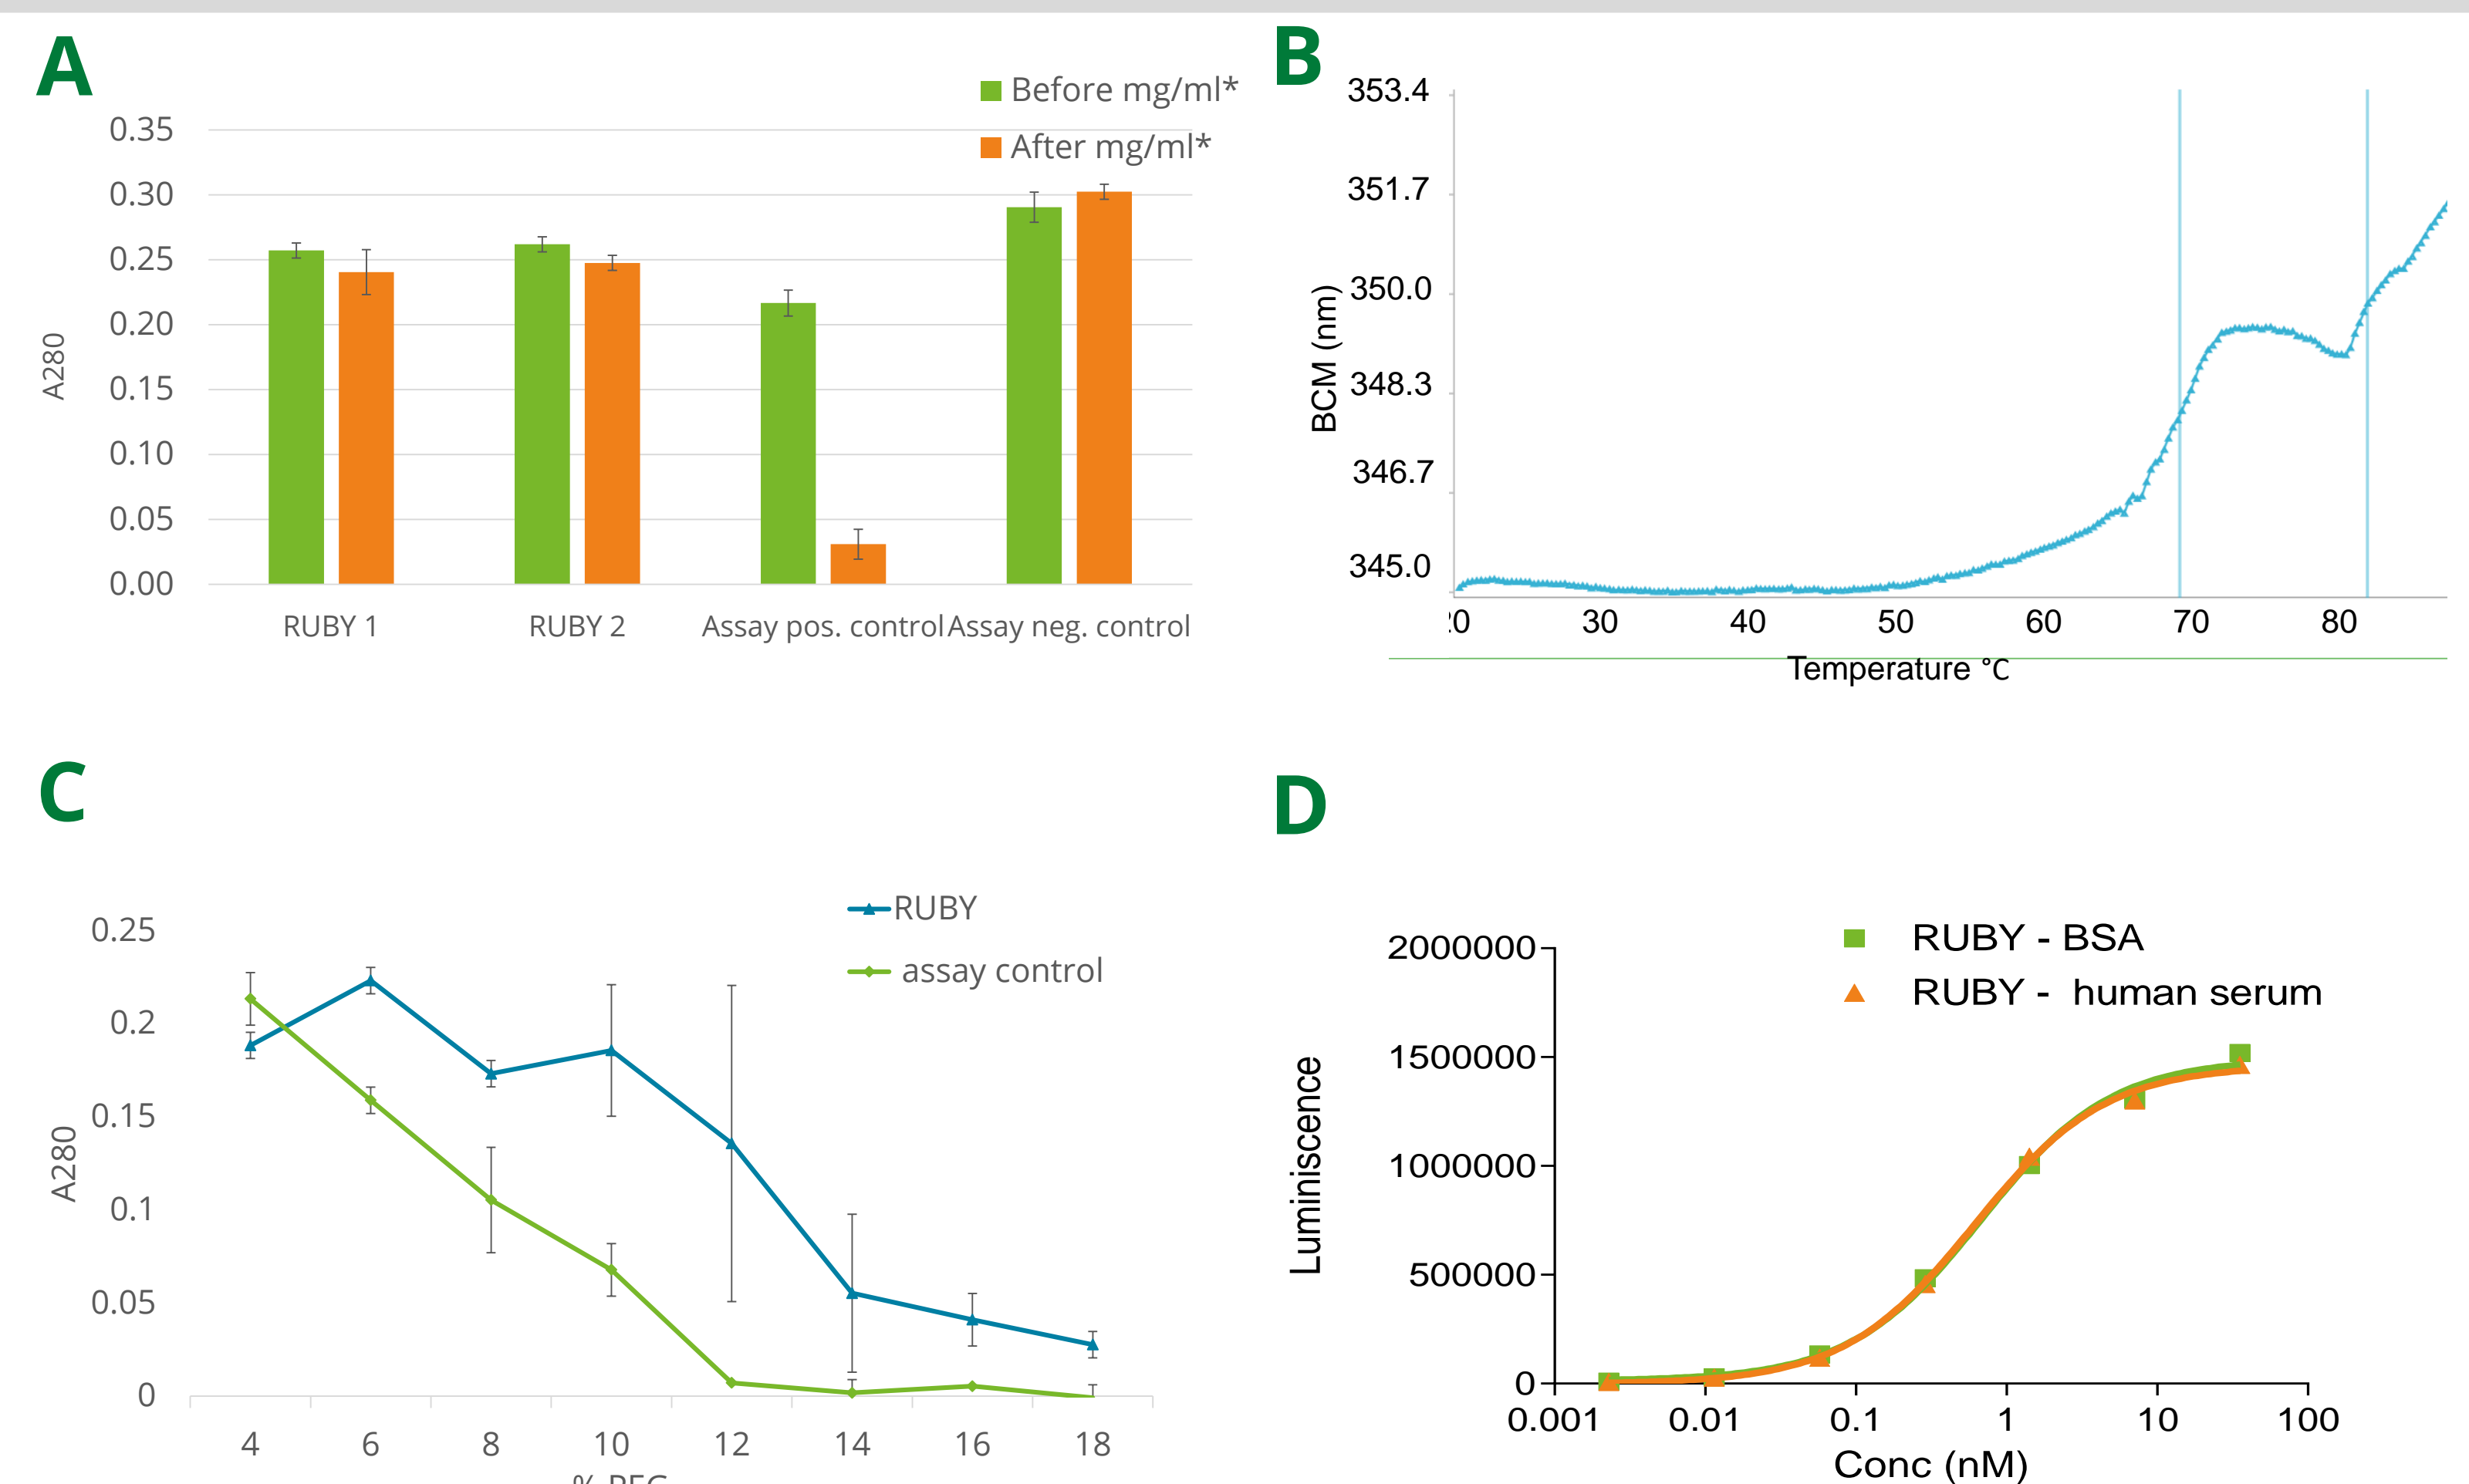 A
Before mg/ml*
After mg/ml*
0.35
0.30
0.25
0.20
0.15
0.10
0.05
0.00
A280
RUBY 1
RUBY 2
Assay pos. control
Assay neg. control
B
353.4
351.7
350.0
348.3
346.7
345.0
BCM (nm)
30 40 50 60 70 80
Temperature °C
C
RUBY
assay control
0.25
0.2
0.15
0.1
0.05
0
A280
4 6 8 10 12 14 16 18
D
RUBY - BSA
RUBY - human serum
2000000
1500000
1000000
500000
0
Luminiscence
0.001 0.01 0.1 1 10 100
Conc (nM)